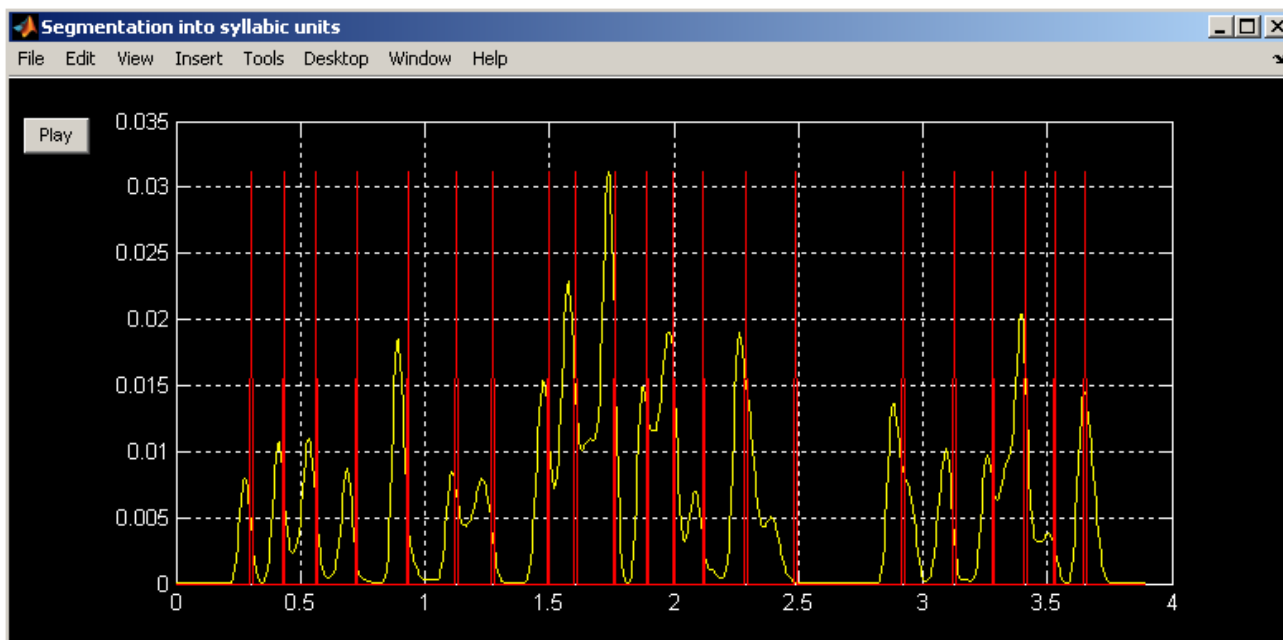 Segmentation into syllabic units
File Edit View Insert Tools Desktop Window Help
Play
0.035
0.03
0.025
0.02
0.015
0.01
0.005
0
0 0.5 1 1.5 2 2.5 3 3.5 4